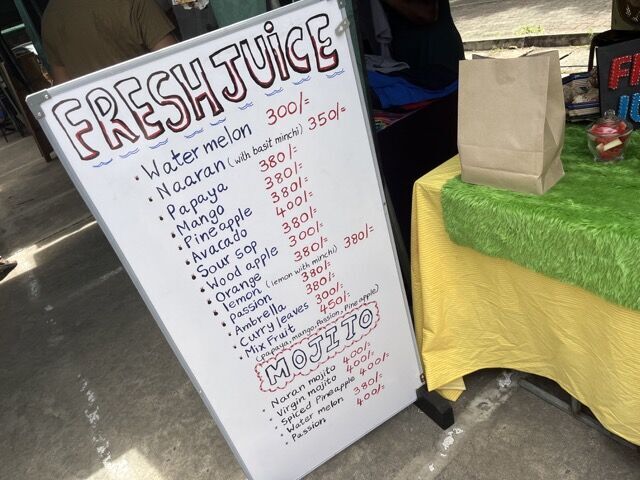 FRESH JUICE
• Water melon 300/=
• Naaran (with basit minchi) 350/=
• Papaya 380/=
• Mango 380/=
• Pineapple 380/=
• Avacado 400/=
• Sour sop 380/=
• Wood apple 300/=
• Orange 380/=
• lemon (lemon with minchi) 380/=
• Passion 380/=
• Ambrella 380/=
• Curry leaves 300/=
• Mix Fruit 450/=
(Papaya, mango, Passion, Pine apple)
MOJITO
• Naran mojito 400/=
• Virgin mojito 400/=
• Spiced Pineapple 400/=
• Water melon 380/=
• Passion 400/=